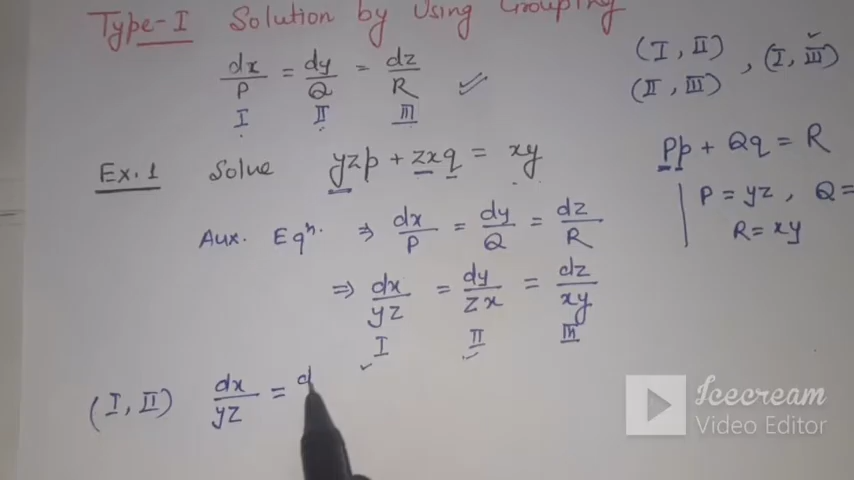 Type-I Solution by Using Grouping
dx/P = dy/Q = dz/R
I II III
(I, II), (I, III)
(II, III)
Ex.1 Solve yzp + zxq = xy
Pp + Qq = R
P = yz, Q =
R = xy
Aux. Eqⁿ. ⇒ dx/P = dy/Q = dz/R
⇒ dx/yz = dy/zx = dz/xy
I II III
(I, II) dx/yz = d
Icecream
Video Editor